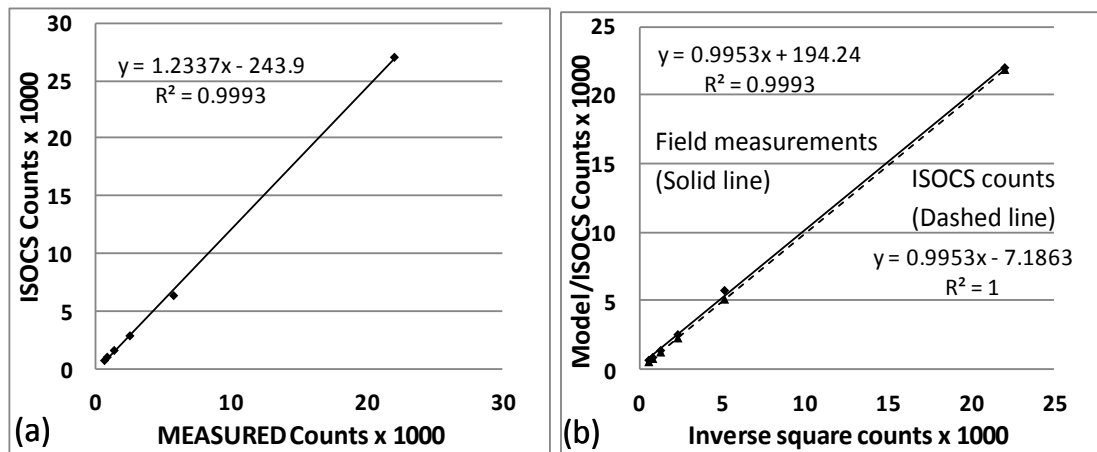 30
25
20
15
10
5
0
ISOCS Counts x 1000
y = 1.2337x - 243.9
R² = 0.9993
0 10 20 30
MEASURED Counts x 1000
(a)
25
20
15
10
5
0
Model/ISOCS Counts x 1000
y = 0.9953x + 194.24
R² = 0.9993
Field measurements
(Solid line)
ISOCS counts
(Dashed line)
y = 0.9953x - 7.1863
R² = 1
0 5 10 15 20 25
Inverse square counts x 1000
(b)